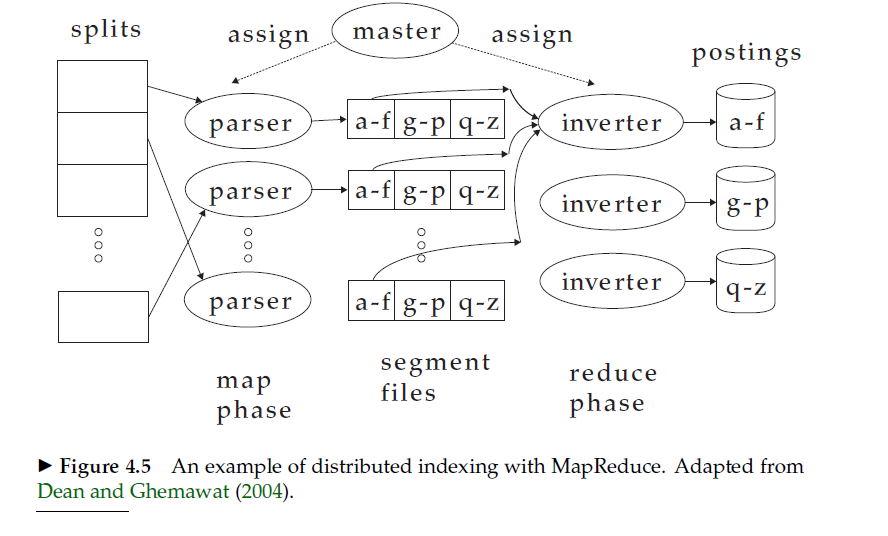 splits
assign
master
assign
postings
parser
a-f g-p q-z
inverter
a-f
parser
a-f g-p q-z
inverter
g-p
parser
a-f g-p q-z
inverter
q-z
map
phase
segment
files
reduce
phase
► Figure 4.5 An example of distributed indexing with MapReduce. Adapted from
Dean and Ghemawat (2004).